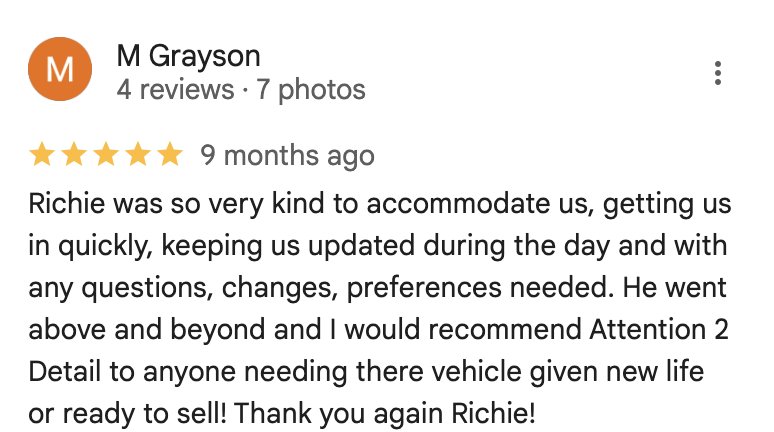 M
M Grayson
4 reviews · 7 photos
9 months ago
Richie was so very kind to accommodate us, getting us
in quickly, keeping us updated during the day and with
any questions, changes, preferences needed. He went
above and beyond and I would recommend Attention 2
Detail to anyone needing there vehicle given new life
or ready to sell! Thank you again Richie!